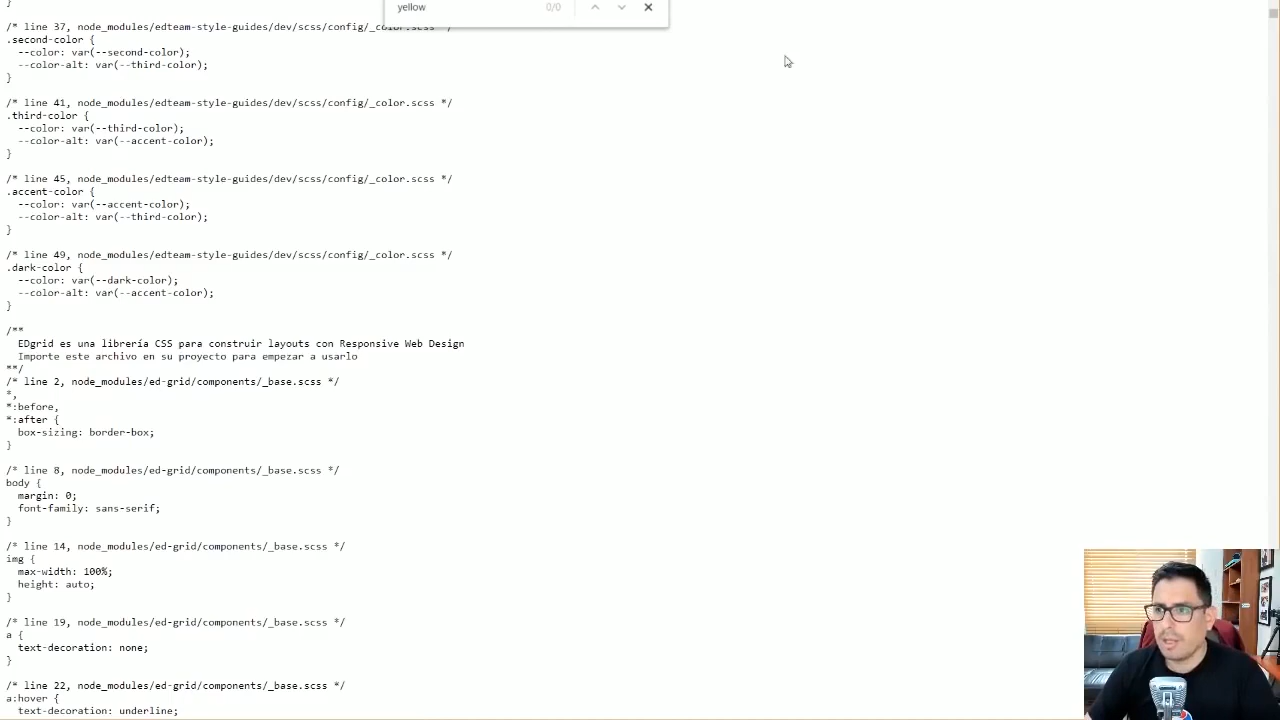 yellow 0/0
}
/* line 37, node_modules/edteam-style-guides/dev/scss/config/_color.scss */
.second-color {
--color: var(--second-color);
--color-alt: var(--third-color);
}
/* line 41, node_modules/edteam-style-guides/dev/scss/config/_color.scss */
.third-color {
--color: var(--third-color);
--color-alt: var(--accent-color);
}
/* line 45, node_modules/edteam-style-guides/dev/scss/config/_color.scss */
.accent-color {
--color: var(--accent-color);
--color-alt: var(--third-color);
}
/* line 49, node_modules/edteam-style-guides/dev/scss/config/_color.scss */
.dark-color {
--color: var(--dark-color);
--color-alt: var(--accent-color);
}
/**
EDgrid es una librería CSS para construir layouts con Responsive Web Design
Importe este archivo en su proyecto para empezar a usarlo
**/
/* line 2, node_modules/ed-grid/components/_base.scss */
*,
*:before,
*:after {
box-sizing: border-box;
}
/* line 8, node_modules/ed-grid/components/_base.scss */
body {
margin: 0;
font-family: sans-serif;
}
/* line 14, node_modules/ed-grid/components/_base.scss */
img {
max-width: 100%;
height: auto;
}
/* line 19, node_modules/ed-grid/components/_base.scss */
a {
text-decoration: none;
}
/* line 22, node_modules/ed-grid/components/_base.scss */
a:hover {
text-decoration: underline;